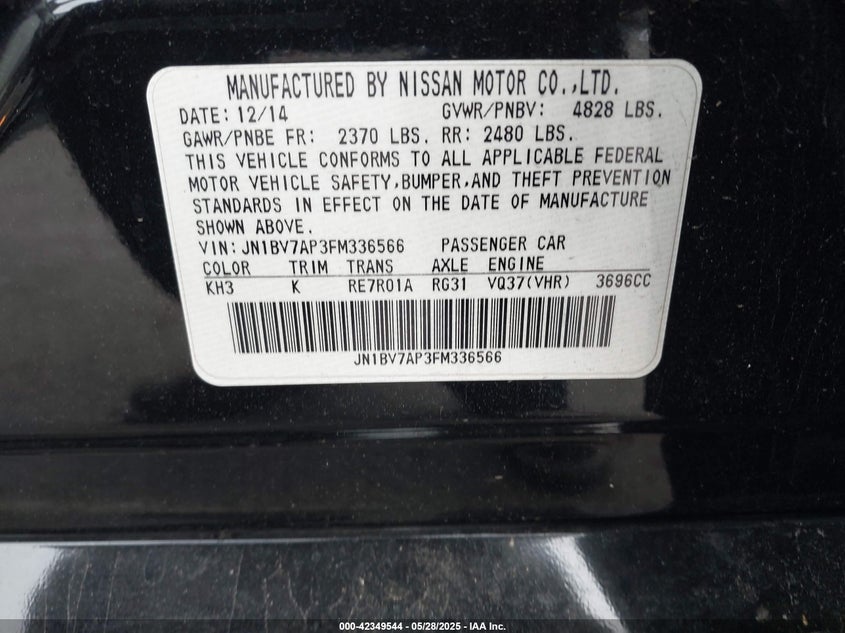 MANUFACTURED BY NISSAN MOTOR CO.,LTD.
DATE: 12/14 GVWR/PNBV: 4828 LBS.
GAWR/PNBE FR: 2370 LBS. RR: 2480 LBS.
THIS VEHICLE CONFORMS TO ALL APPLICABLE FEDERAL
MOTOR VEHICLE SAFETY,BUMPER,AND THEFT PREVENTION
STANDARDS IN EFFECT ON THE DATE OF MANUFACTURE
SHOWN ABOVE.
VIN:JN1BV7AP3FM336566 PASSENGER CAR
COLOR TRIM TRANS AXLE ENGINE
KH3 K RE7R01A RG31 VQ37(VHR) 3696CC
JN1BV7AP3FM336566
000-42349544 - 05/28/2025 - IAA Inc.